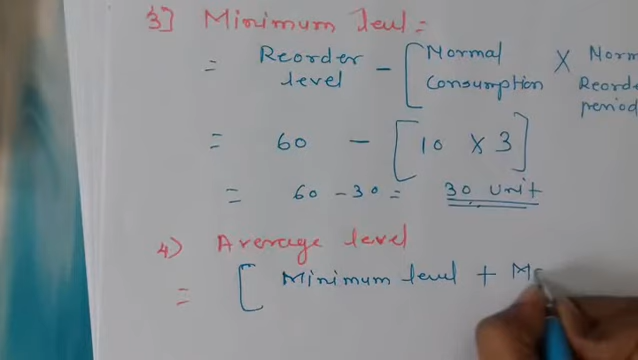 3] Minimum leul =
= Reorder level - [ Normal Consumption X Norm
Reorde
period
= 60 - [ 10 X 3 ]
= 60 - 30 = 30 Unit
4) Average level
= [ Minimum level + M